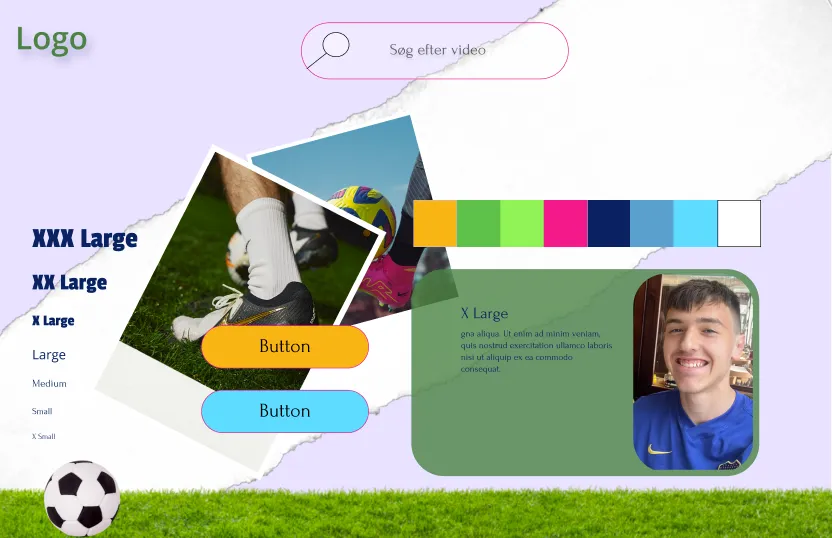 Logo
Søg efter video
XXX Large
XX Large
X Large
Large
Medium
Small
X Small
Button
Button
X Large
gna aliqua. Ut enim ad minim veniam,
quis nostrud exercitation ullamco laboris
nisi ut aliquip ex ea commodo
consequat.